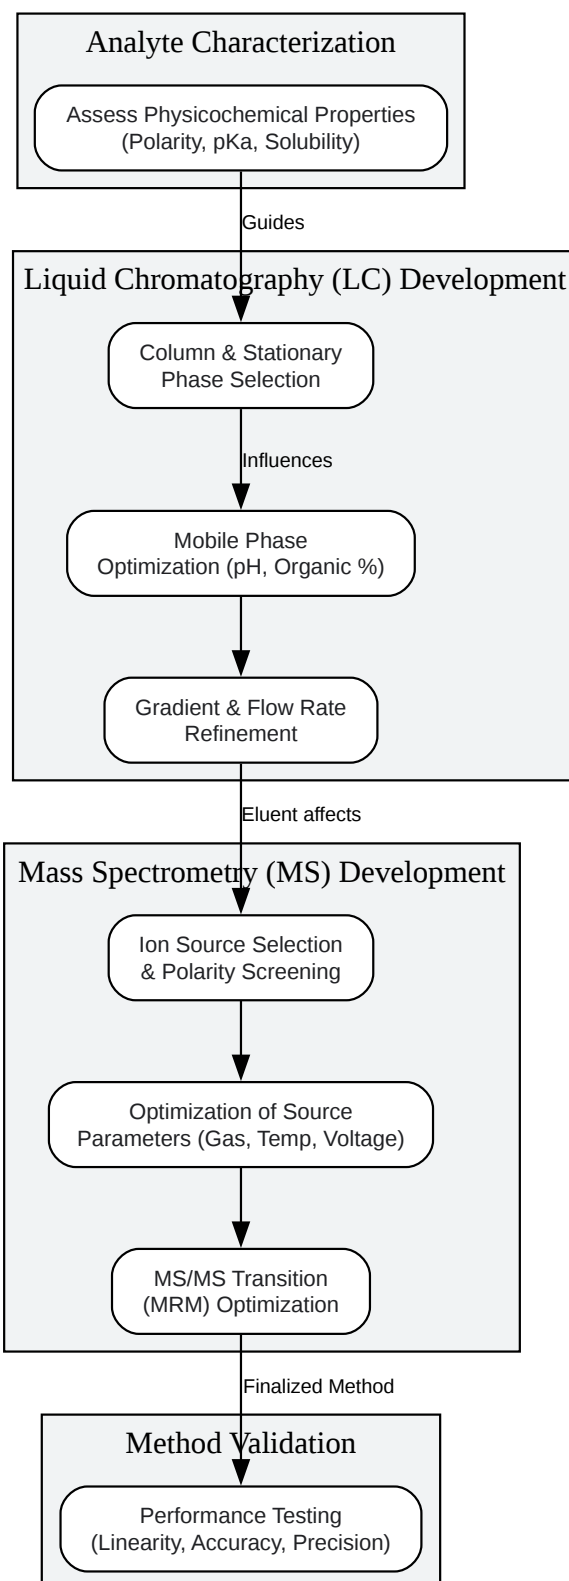 Analyte Characterization
Assess Physicochemical Properties
(Polarity, pKa, Solubility)
Guides
Liquid Chromatography (LC) Development
Column & Stationary
Phase Selection
Influences
Mobile Phase
Optimization (pH, Organic %)
Gradient & Flow Rate
Refinement
Eluent affects
Mass Spectrometry (MS) Development
Ion Source Selection
& Polarity Screening
Optimization of Source
Parameters (Gas, Temp, Voltage)
MS/MS Transition
(MRM) Optimization
Finalized Method
Method Validation
Performance Testing
(Linearity, Accuracy, Precision)